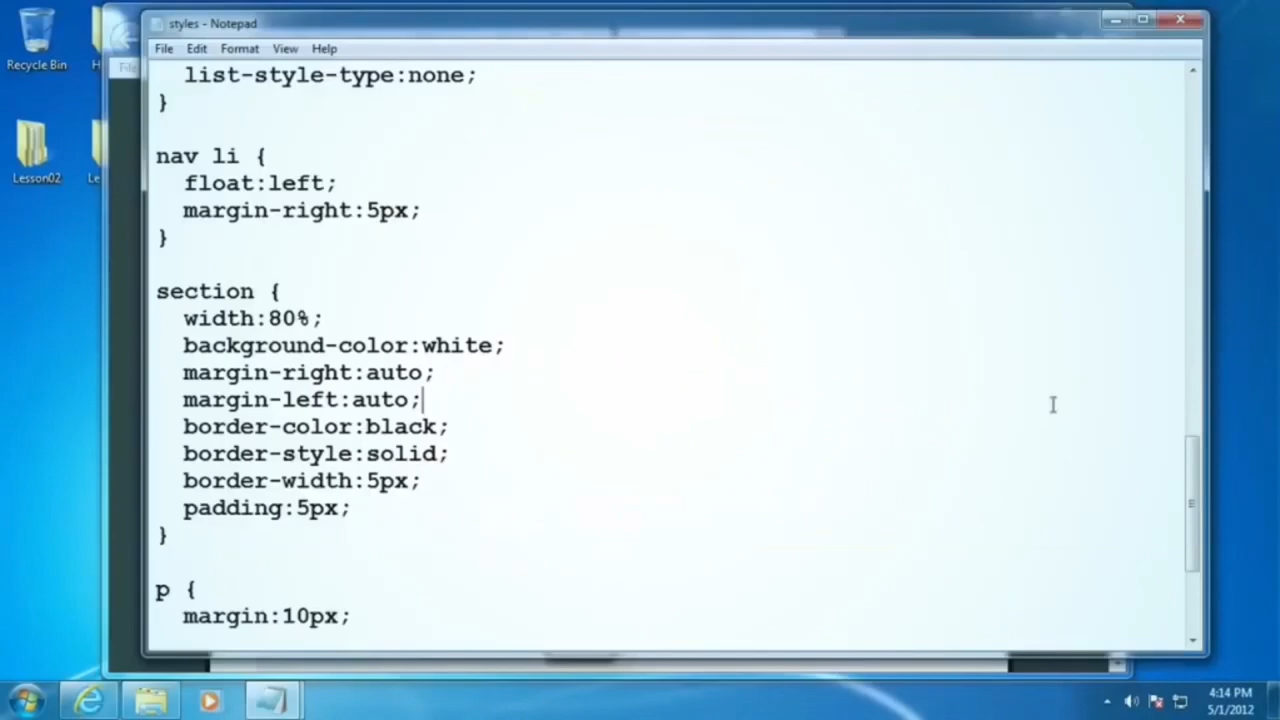 Recycle Bin
H
Lesson02
Le
styles - Notepad
File Edit Format View Help
File
list-style-type:none;
}
nav li {
float:left;
margin-right:5px;
}
section {
width:80%;
background-color:white;
margin-right:auto;
margin-left:auto;
border-color:black;
border-style:solid;
border-width:5px;
padding:5px;
}
p {
margin:10px;
4:14 PM
5/1/2012